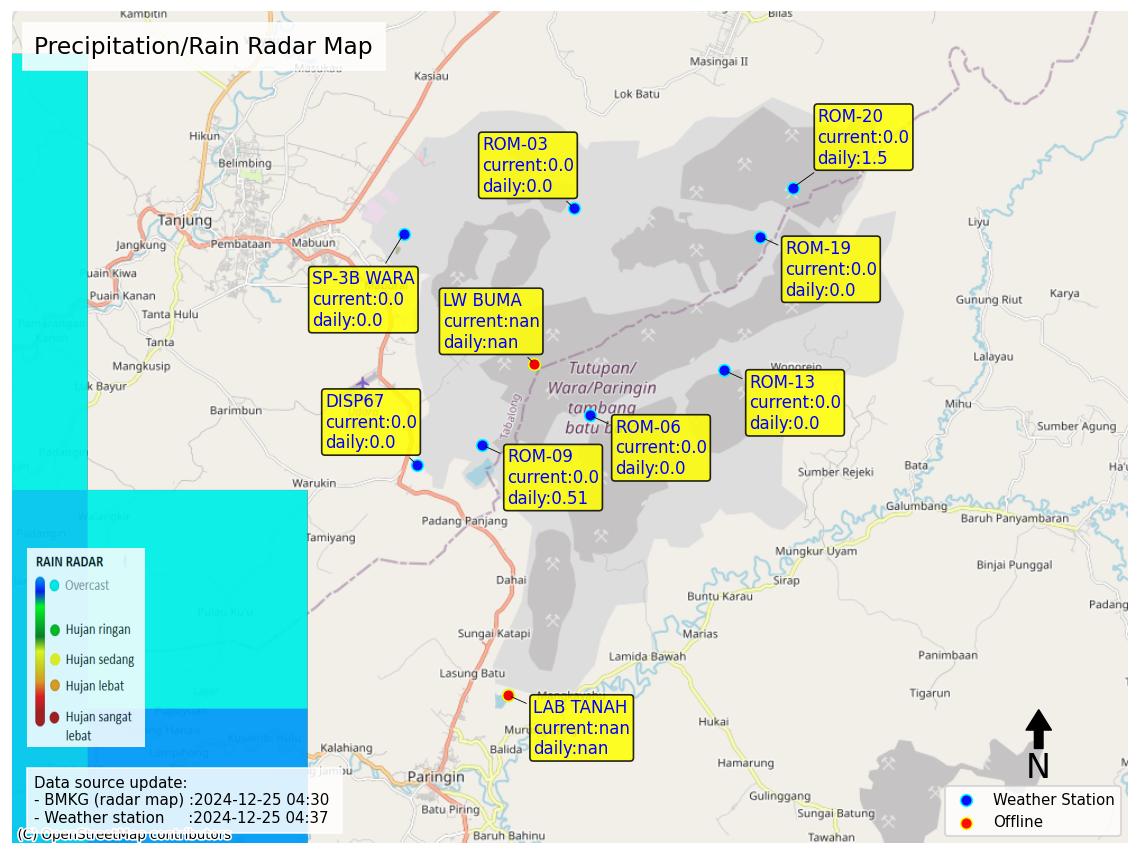 Precipitation/Rain Radar Map
Kambitin
Bilas
Masingai II
Kasiau
Lok Batu
Hikun
Belimbing
Tanjung
Jangkung
Pembataan
Mabuun
Puain Kiwa
Puain Kanan
Tanta Hulu
Tanta
Mangkusip
Luk Bayur
Barimbun
Warukin
Tamiyang
Padang Panjang
Dahai
Sungai Katapi
Lasung Batu
Kalahiang
Paringin
Batu Piring
Baruh Bahinu
Balida
Lamida Bawah
Marias
Buntu Karau
Sirap
Mungkur Uyam
Galumbang
Baruh Panyambaran
Binjai Punggal
Bata
Sumber Rejeki
Sumber Agung
Mihu
Lalayau
Gunung Riut
Karya
Liyu
Wonorejo
Panimbaan
Tigarun
Hukai
Hamarung
Gulinggang
Sungai Batung
Tawahan
Tabalong
Tutupan/
Wara/Paringin
tambang
ROM-03
current:0.0
daily:0.0
ROM-20
current:0.0
daily:1.5
ROM-19
current:0.0
daily:0.0
SP-3B WARA
current:0.0
daily:0.0
LW BUMA
current:nan
daily:nan
ROM-13
current:0.0
daily:0.0
DISP67
current:0.0
daily:0.0
ROM-06
current:0.0
daily:0.0
ROM-09
current:0.0
daily:0.51
LAB TANAH
current:nan
daily:nan
RAIN RADAR
Overcast
Hujan ringan
Hujan sedang
Hujan lebat
Hujan sangat
lebat
Data source update:
- BMKG (radar map) :2024-12-25 04:30
- Weather station :2024-12-25 04:37
(C) OpenStreetMap contributors
N
Weather Station
Offline